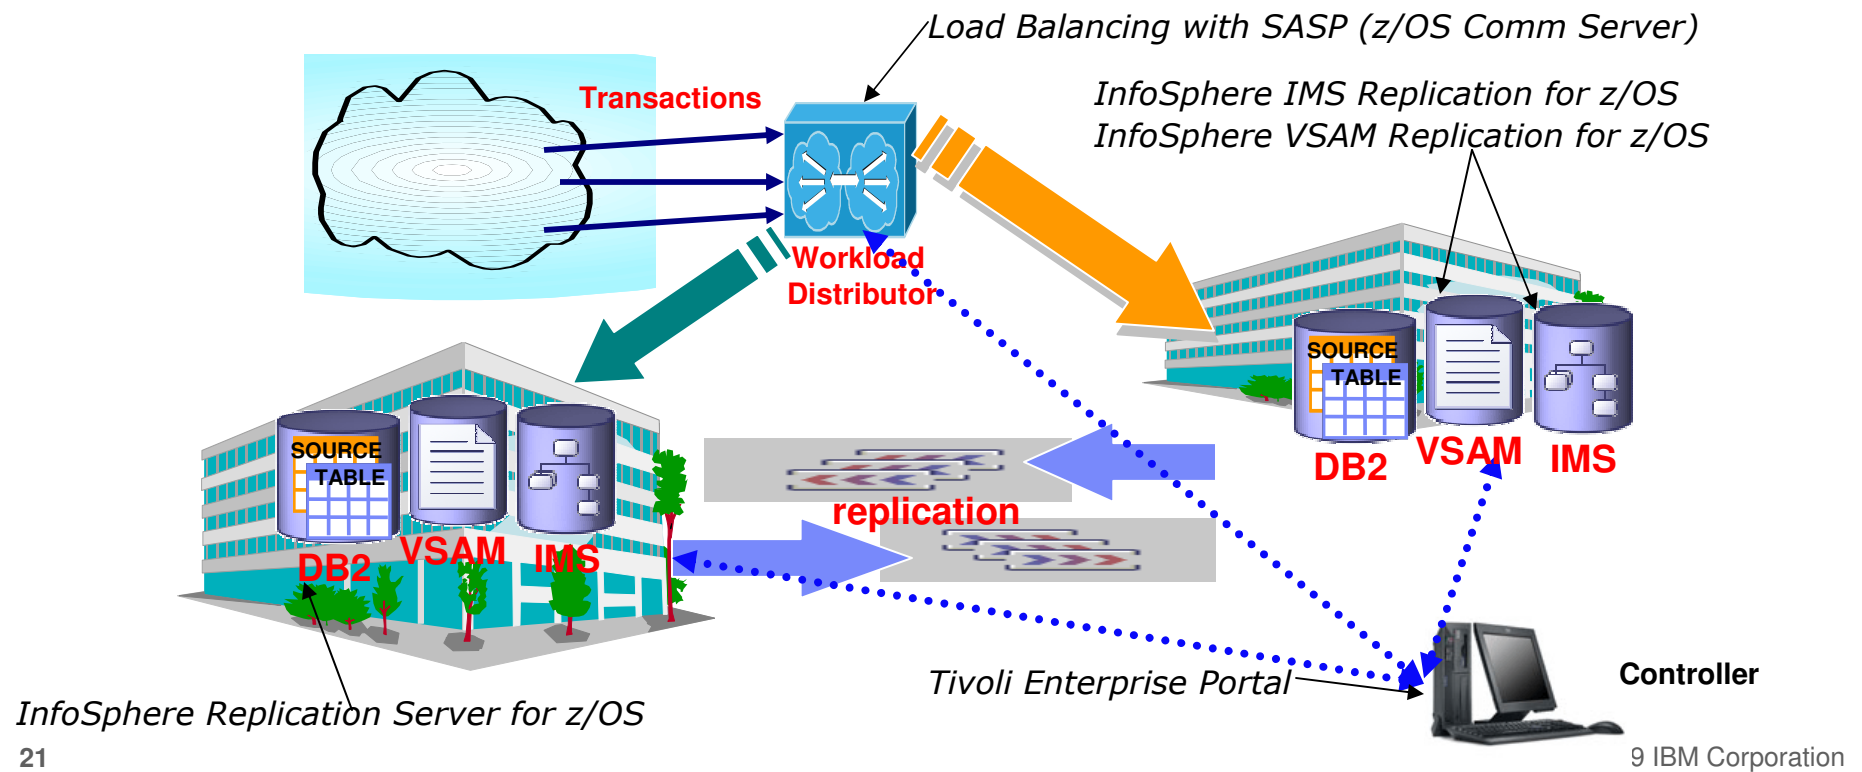 Load Balancing with SASP (z/OS Comm Server)
Transactions
InfoSphere IMS Replication for z/OS
InfoSphere VSAM Replication for z/OS
Workload
Distributor
SOURCE
TABLE
DB2
VSAM
IMS
SOURCE
TABLE
DB2
VSAM
IMS
replication
Tivoli Enterprise Portal
Controller
InfoSphere Replication Server for z/OS
21
9 IBM Corporation